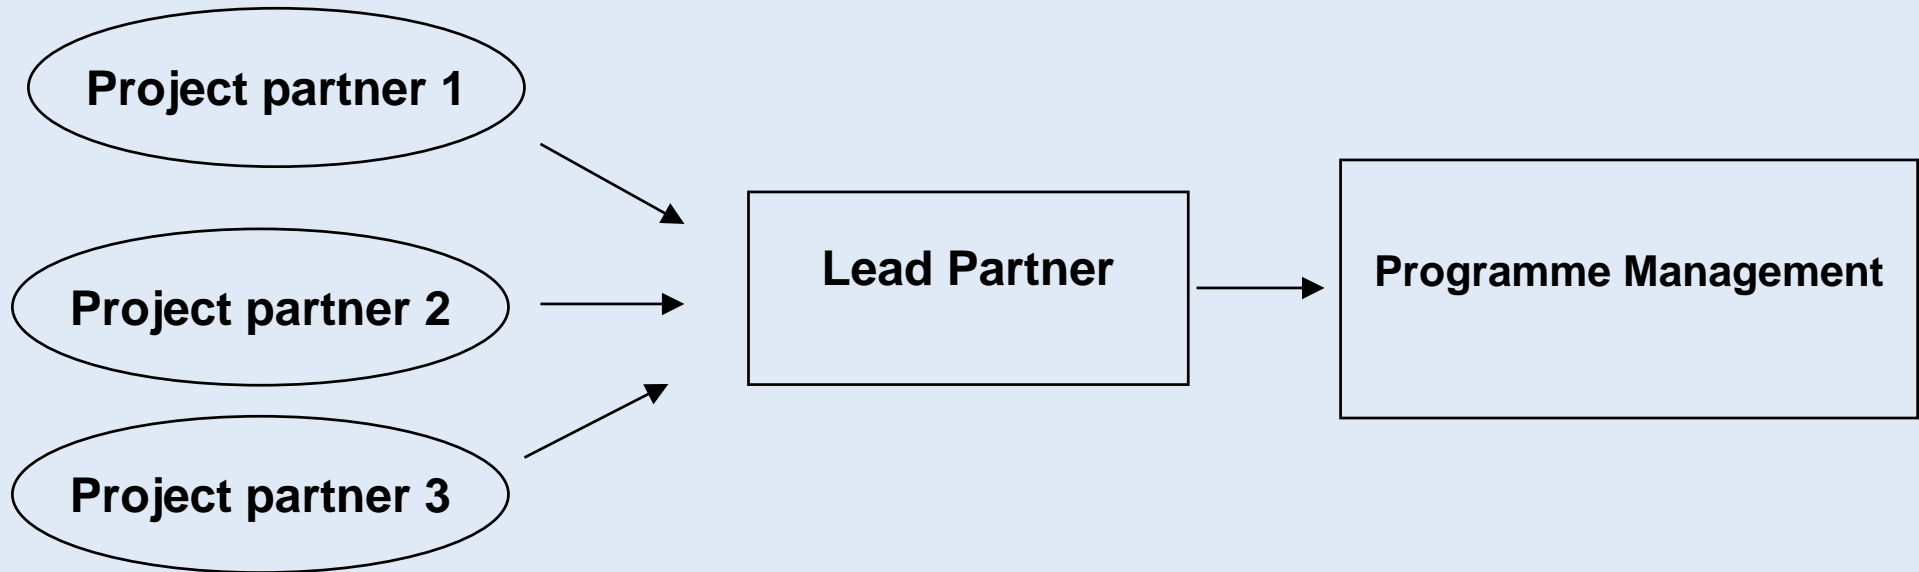 Project partner 1
Project partner 2
Project partner 3
Lead Partner
Programme Management